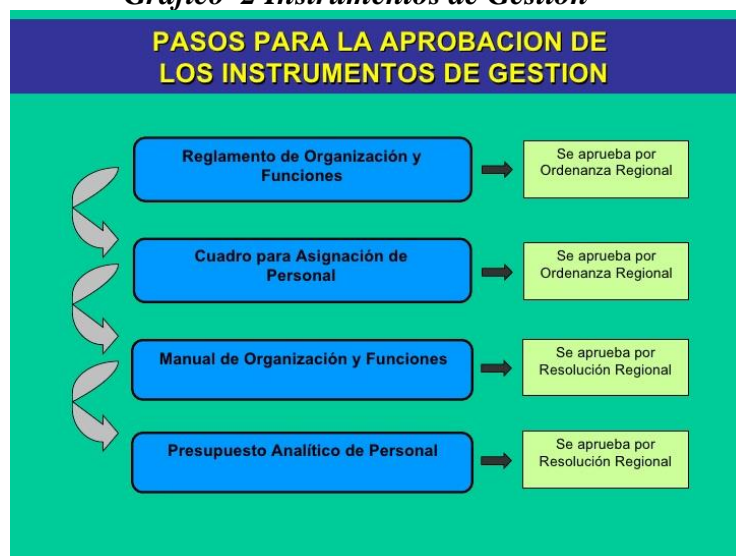 Gráfico 2 Instrumentos de Gestión
PASOS PARA LA APROBACION DE
LOS INSTRUMENTOS DE GESTION
Reglamento de Organización y
Funciones
Se aprueba por
Ordenanza Regional
Cuadro para Asignación de
Personal
Se aprueba por
Ordenanza Regional
Manual de Organización y Funciones
Se aprueba por
Resolución Regional
Presupuesto Analítico de Personal
Se aprueba por
Resolución Regional